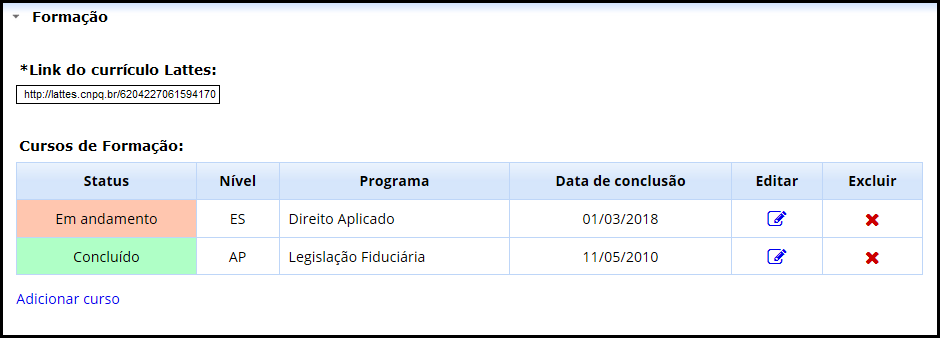 Formação
*Link do currículo Lattes:
http://lattes.cnpq.br/6204227061594170
Cursos de Formação:
Status Nível Programa Data de conclusão Editar Excluir
Em andamento ES Direito Aplicado 01/03/2018
Concluído AP Legislação Fiduciária 11/05/2010
Adicionar curso